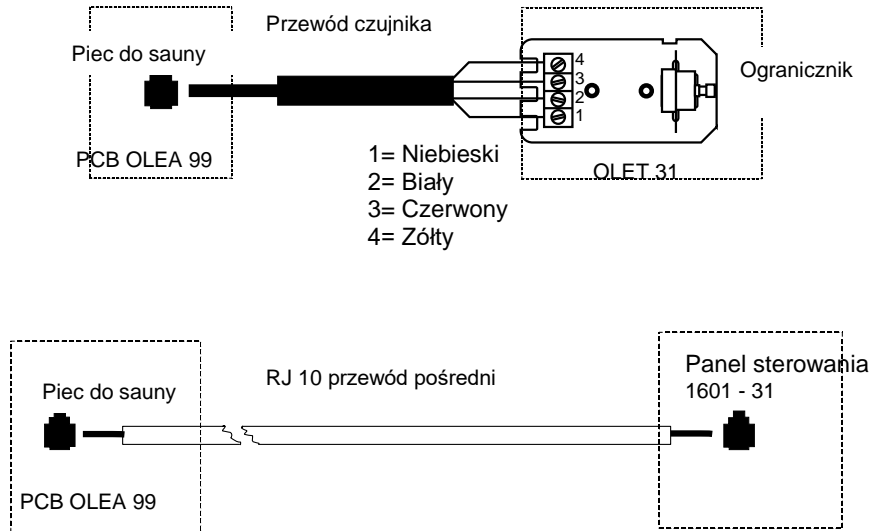 Przewód czujnika
Piec do sauny
Ogranicznik
4
3
2
1
PCB OLEA 99
OLET 31
1= Niebieski
2= Biały
3= Czerwony
4= Zółty
Panel sterowania
1601 - 31
RJ 10 przewód pośredni
Piec do sauny
PCB OLEA 99